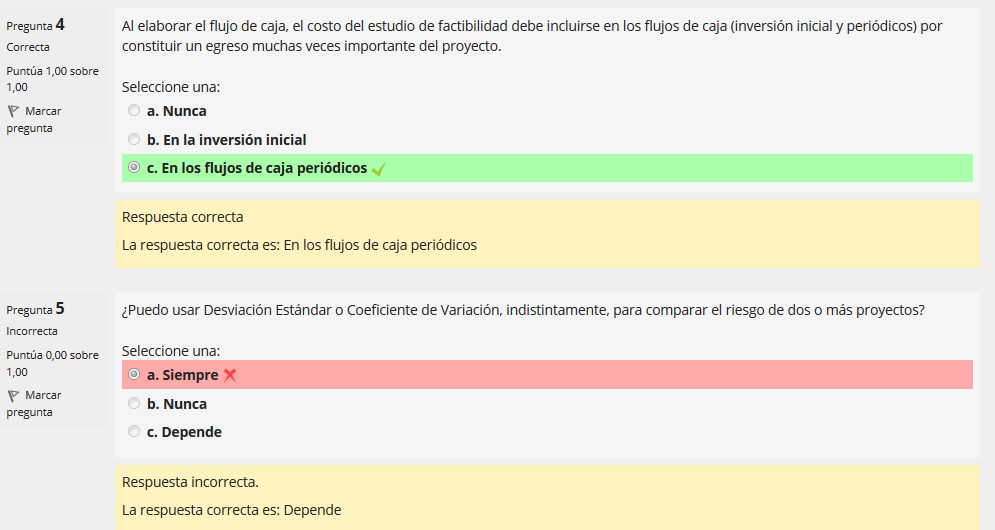 Pregunta 4
Correcta
Puntúa 1,00 sobre
1,00
Marcar
pregunta
Al elaborar el flujo de caja, el costo del estudio de factibilidad debe incluirse en los flujos de caja (inversión inicial y periódicos) por
constituir un egreso muchas veces importante del proyecto.
Seleccione una:
a. Nunca
b. En la inversión inicial
c. En los flujos de caja periódicos
Respuesta correcta
La respuesta correcta es: En los flujos de caja periódicos
Pregunta 5
Incorrecta
Puntúa 0,00 sobre
1,00
Marcar
pregunta
¿Puedo usar Desviación Estándar o Coeficiente de Variación, indistintamente, para comparar el riesgo de dos o más proyectos?
Seleccione una:
a. Siempre
b. Nunca
c. Depende
Respuesta incorrecta.
La respuesta correcta es: Depende